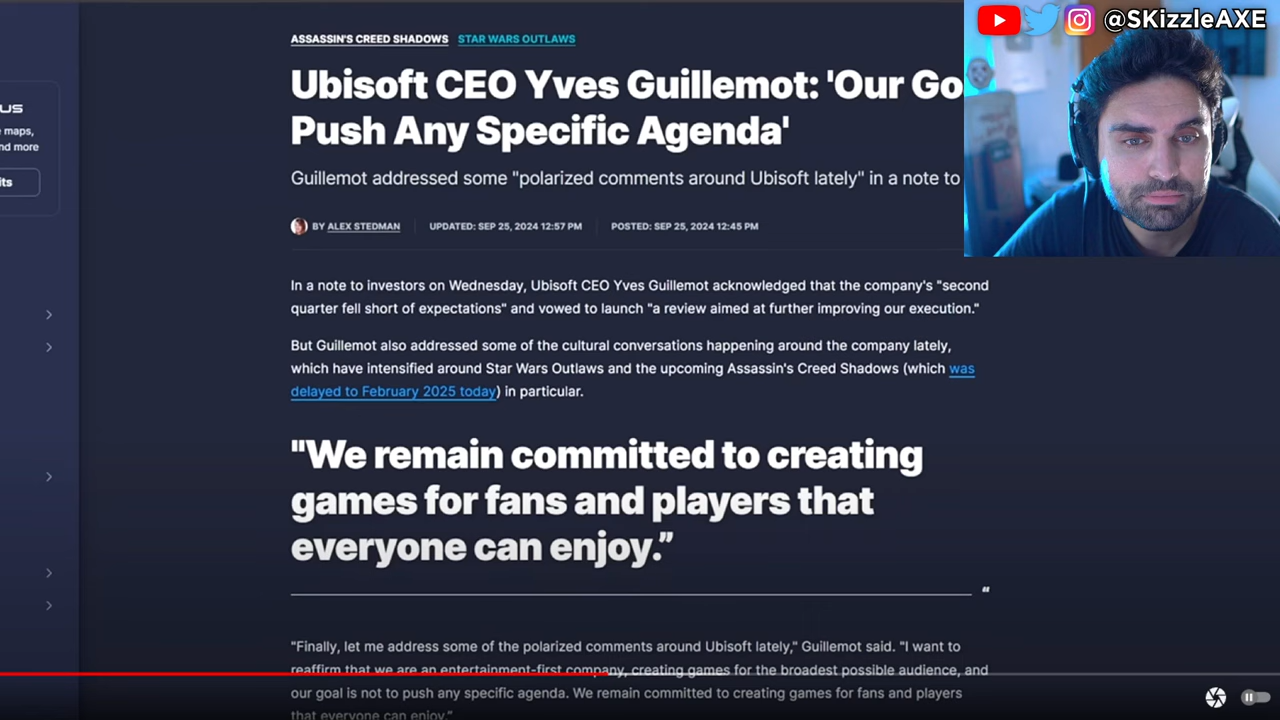 @SKizzleAXE
ASSASSIN'S CREED SHADOWS STAR WARS OUTLAWS
Ubisoft CEO Yves Guillemot: 'Our Go
Push Any Specific Agenda'
Guillemot addressed some "polarized comments around Ubisoft lately" in a note to
BY ALEX STEDMAN UPDATED: SEP 25, 2024 12:57 PM POSTED: SEP 25, 2024 12:45 PM
US
maps,
nd more
its
In a note to investors on Wednesday, Ubisoft CEO Yves Guillemot acknowledged that the company's "second
quarter fell short of expectations" and vowed to launch "a review aimed at further improving our execution."
But Guillemot also addressed some of the cultural conversations happening around the company lately,
which have intensified around Star Wars Outlaws and the upcoming Assassin's Creed Shadows (which was
delayed to February 2025 today) in particular.
"We remain committed to creating
games for fans and players that
everyone can enjoy.”
"Finally, let me address some of the polarized comments around Ubisoft lately," Guillemot said. "I want to
reaffirm that we are an entertainment-first company, creating games for the broadest possible audience, and
our goal is not to push any specific agenda. We remain committed to creating games for fans and players
that everyone can enjoy."